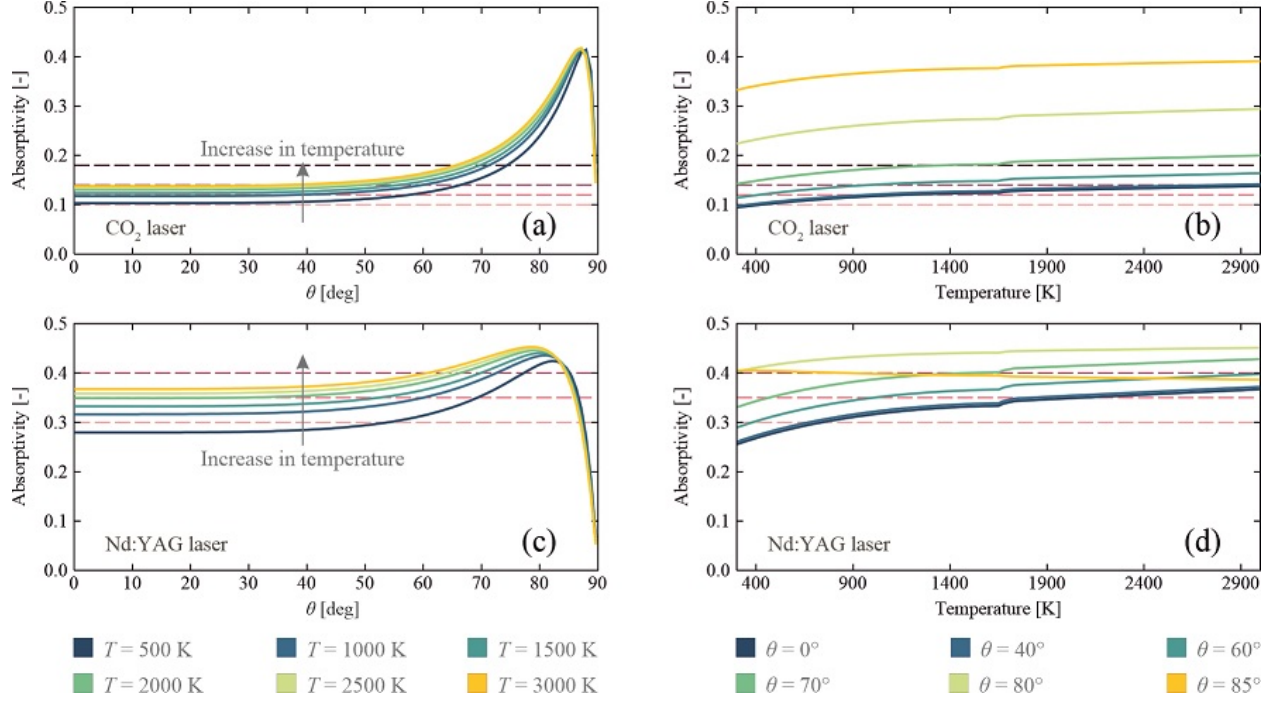 0.5
0.4
0.3
0.2
0.1
0.0
Absorptivity [-]
Increase in temperature
CO₂ laser
(a)
0 10 20 30 40 50 60 70 80 90
θ [deg]
0.5
0.4
0.3
0.2
0.1
0.0
Absorptivity [-]
CO₂ laser
(b)
400 900 1400 1900 2400 2900
Temperature [K]
0.5
0.4
0.3
0.2
0.1
0.0
Absorptivity [-]
Increase in temperature
Nd:YAG laser
(c)
0 10 20 30 40 50 60 70 80 90
θ [deg]
0.5
0.4
0.3
0.2
0.1
0.0
Absorptivity [-]
Nd:YAG laser
(d)
400 900 1400 1900 2400 2900
Temperature [K]
T = 500 K T = 1000 K T = 1500 K
T = 2000 K T = 2500 K T = 3000 K
θ = 0° θ = 40° θ = 60°
θ = 70° θ = 80° θ = 85°